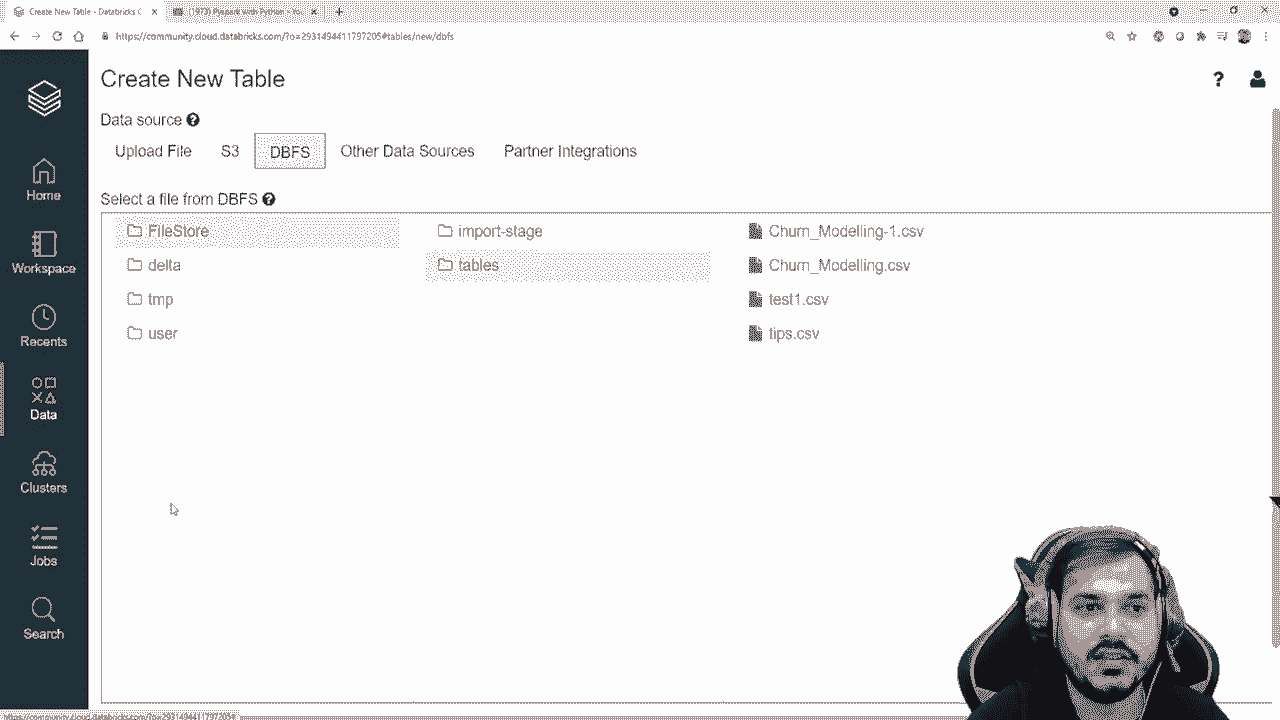 Create New Table - Databricks C
(1973) Pyspark with Python - You
https://community.cloud.databricks.com/?o=2931494411797205#tables/new/dbfs
Create New Table
Data source
Upload File S3 DBFS Other Data Sources Partner Integrations
Select a file from DBFS
FileStore import-stage Churn_Modelling-1.csv
delta tables Churn_Modelling.csv
tmp test1.csv
user tips.csv
Home
Workspace
Recents
Data
Clusters
Jobs
Search
https://community.cloud.databricks.com/?o=2931494411797205#